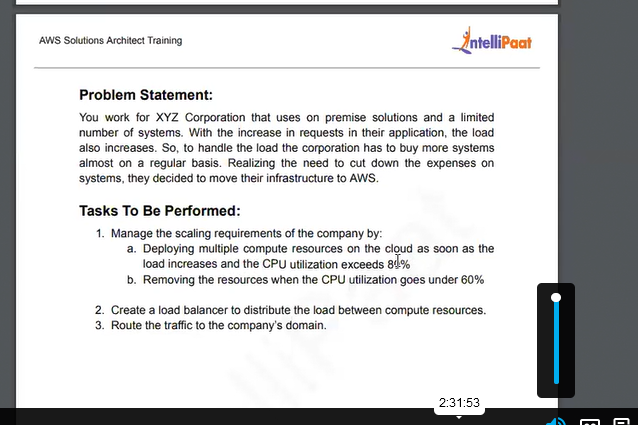 AWS Solutions Architect Training
IntelliPaat
Problem Statement:
You work for XYZ Corporation that uses on premise solutions and a limited
number of systems. With the increase in requests in their application, the load
also increases. So, to handle the load the corporation has to buy more systems
almost on a regular basis. Realizing the need to cut down the expenses on
systems, they decided to move their infrastructure to AWS.
Tasks To Be Performed:
1. Manage the scaling requirements of the company by:
a. Deploying multiple compute resources on the cloud as soon as the
load increases and the CPU utilization exceeds
b. Removing the resources when the CPU utilization goes under 60%
2. Create a load balancer to distribute the load between compute resources.
3. Route the traffic to the company's domain.
2:31:53